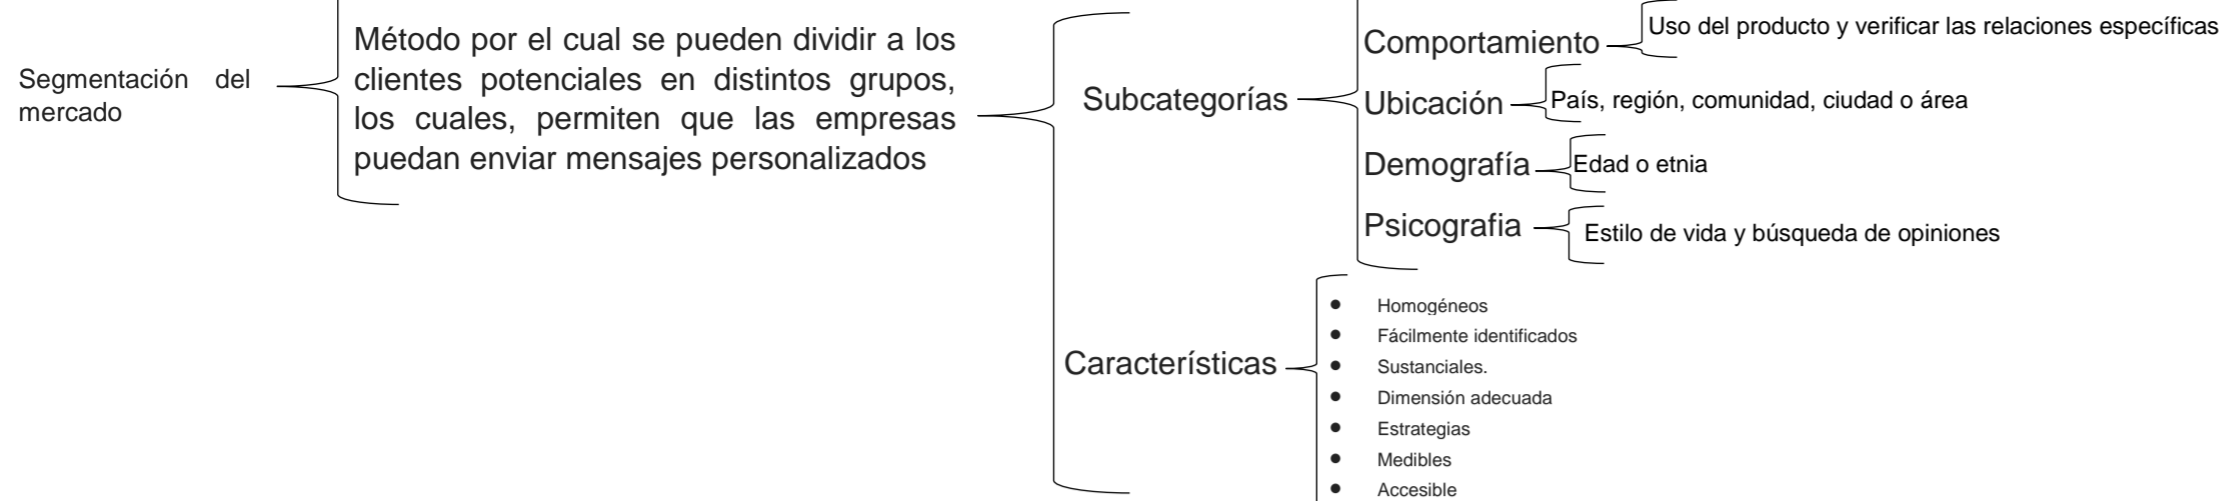 Segmentación del
mercado
Método por el cual se pueden dividir a los
clientes potenciales en distintos grupos,
los cuales, permiten que las empresas
puedan enviar mensajes personalizados
Subcategorías
Comportamiento
Uso del producto y verificar las relaciones específicas
Ubicación
País, región, comunidad, ciudad o área
Demografía
Edad o etnia
Psicografia
Estilo de vida y búsqueda de opiniones
Característísticas
• Homogéneos
• Fácilmente identificados
• Sustanciales.
• Dimensión adecuada
• Estrategias
• Medibles
• Accesible